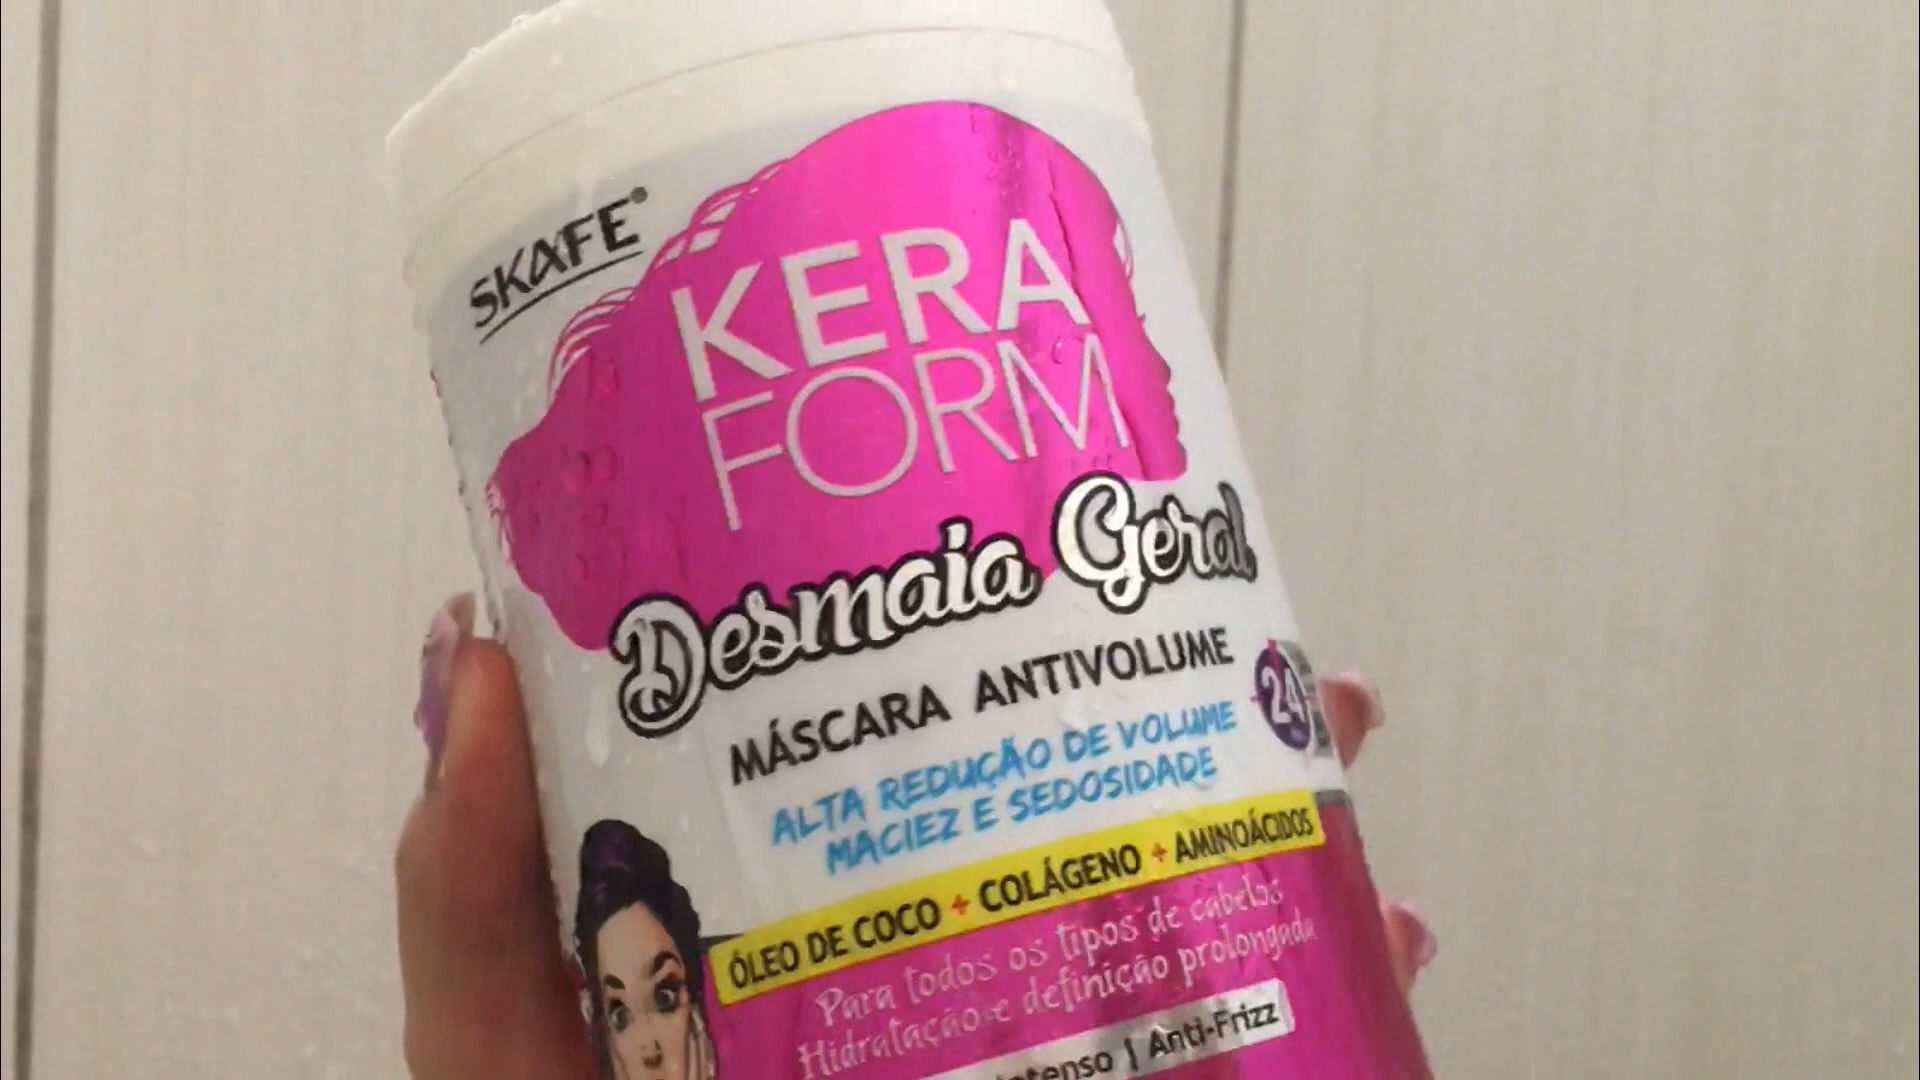 SKAFE®
KERA
FORM
Desmaia Geral
MÁSCARA ANTIVOLUME
24
ALTA REDUÇÃO DE VOLUME
MACIEZ E SEDOSIDADE
ÓLEO DE COCO + COLÁGENO + AMINOÁCIDOS
Para todos os tipos de cabelos
Hidratação e definição prolongada
| Anti-Frizz